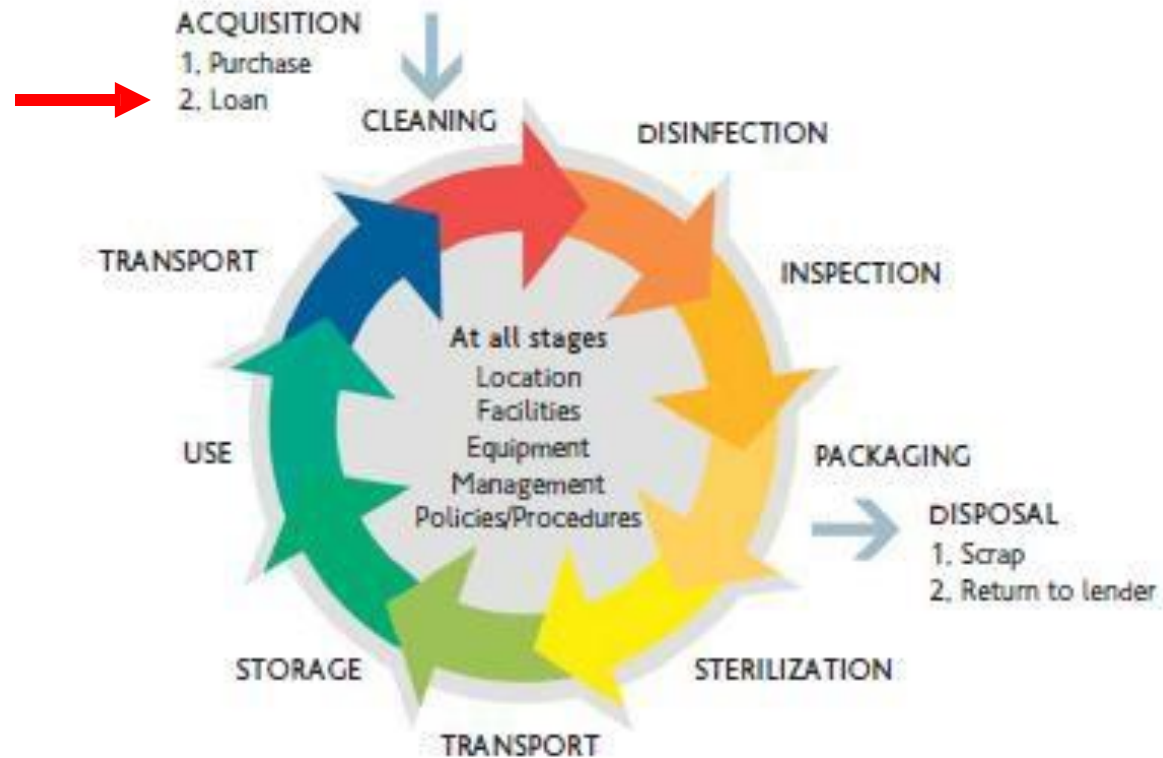 ACQUISITION
1. Purchase
2. Loan
CLEANING
DISINFECTION
TRANSPORT
INSPECTION
At all stages
Location
Facilities
Equipment
Management
Policies/Procedures
USE
PACKAGING
DISPOSAL
1. Scrap
2. Return to lender
STORAGE
STERILIZATION
TRANSPORT